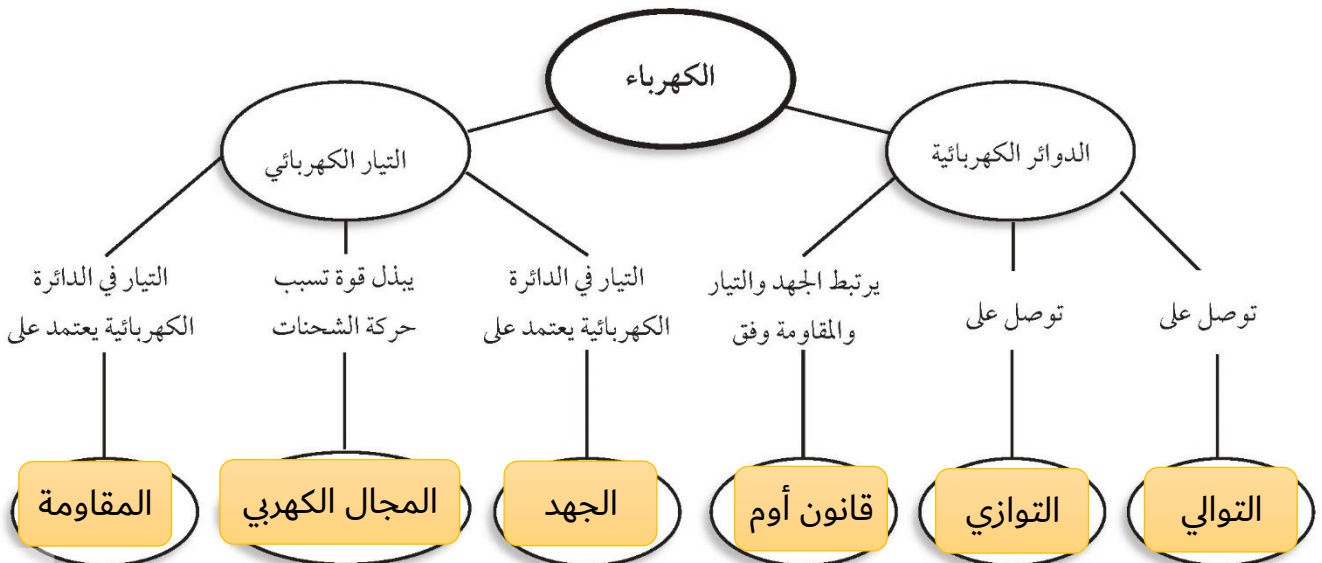 الكهرباء
الدوائر الكهربائية
التيار الكهربائي
توصل على
توصل على
يرتبط الجهد والتيار
والمقاومة وفق
التيار في الدائرة
الكهربائية يعتمد على
يبذل قوة تسبب
حركة الشحنات
التيار في الدائرة
الكهربائية يعتمد على
التوالي
التوازي
قانون أوم
الجهد
المجال الكهربي
المقاومة